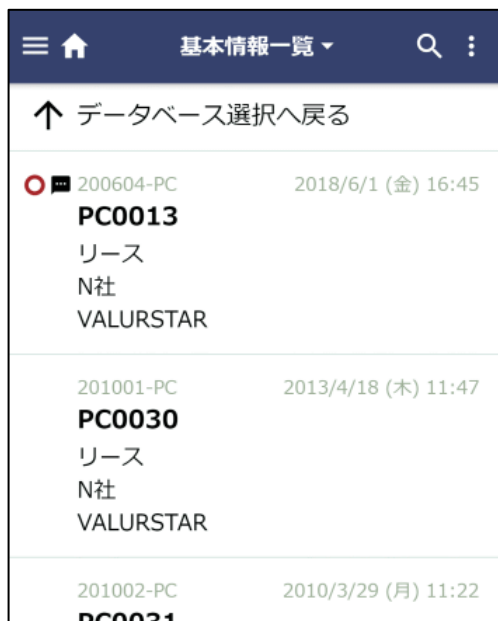 基本情報一覧
データベース選択へ戻る
200604-PC 2018/6/1 (金) 16:45
PC0013
リース
N社
VALURSTAR
201001-PC 2013/4/18 (木) 11:47
PC0030
リース
N社
VALURSTAR
201002-PC 2010/3/29 (月) 11:22
PC0031